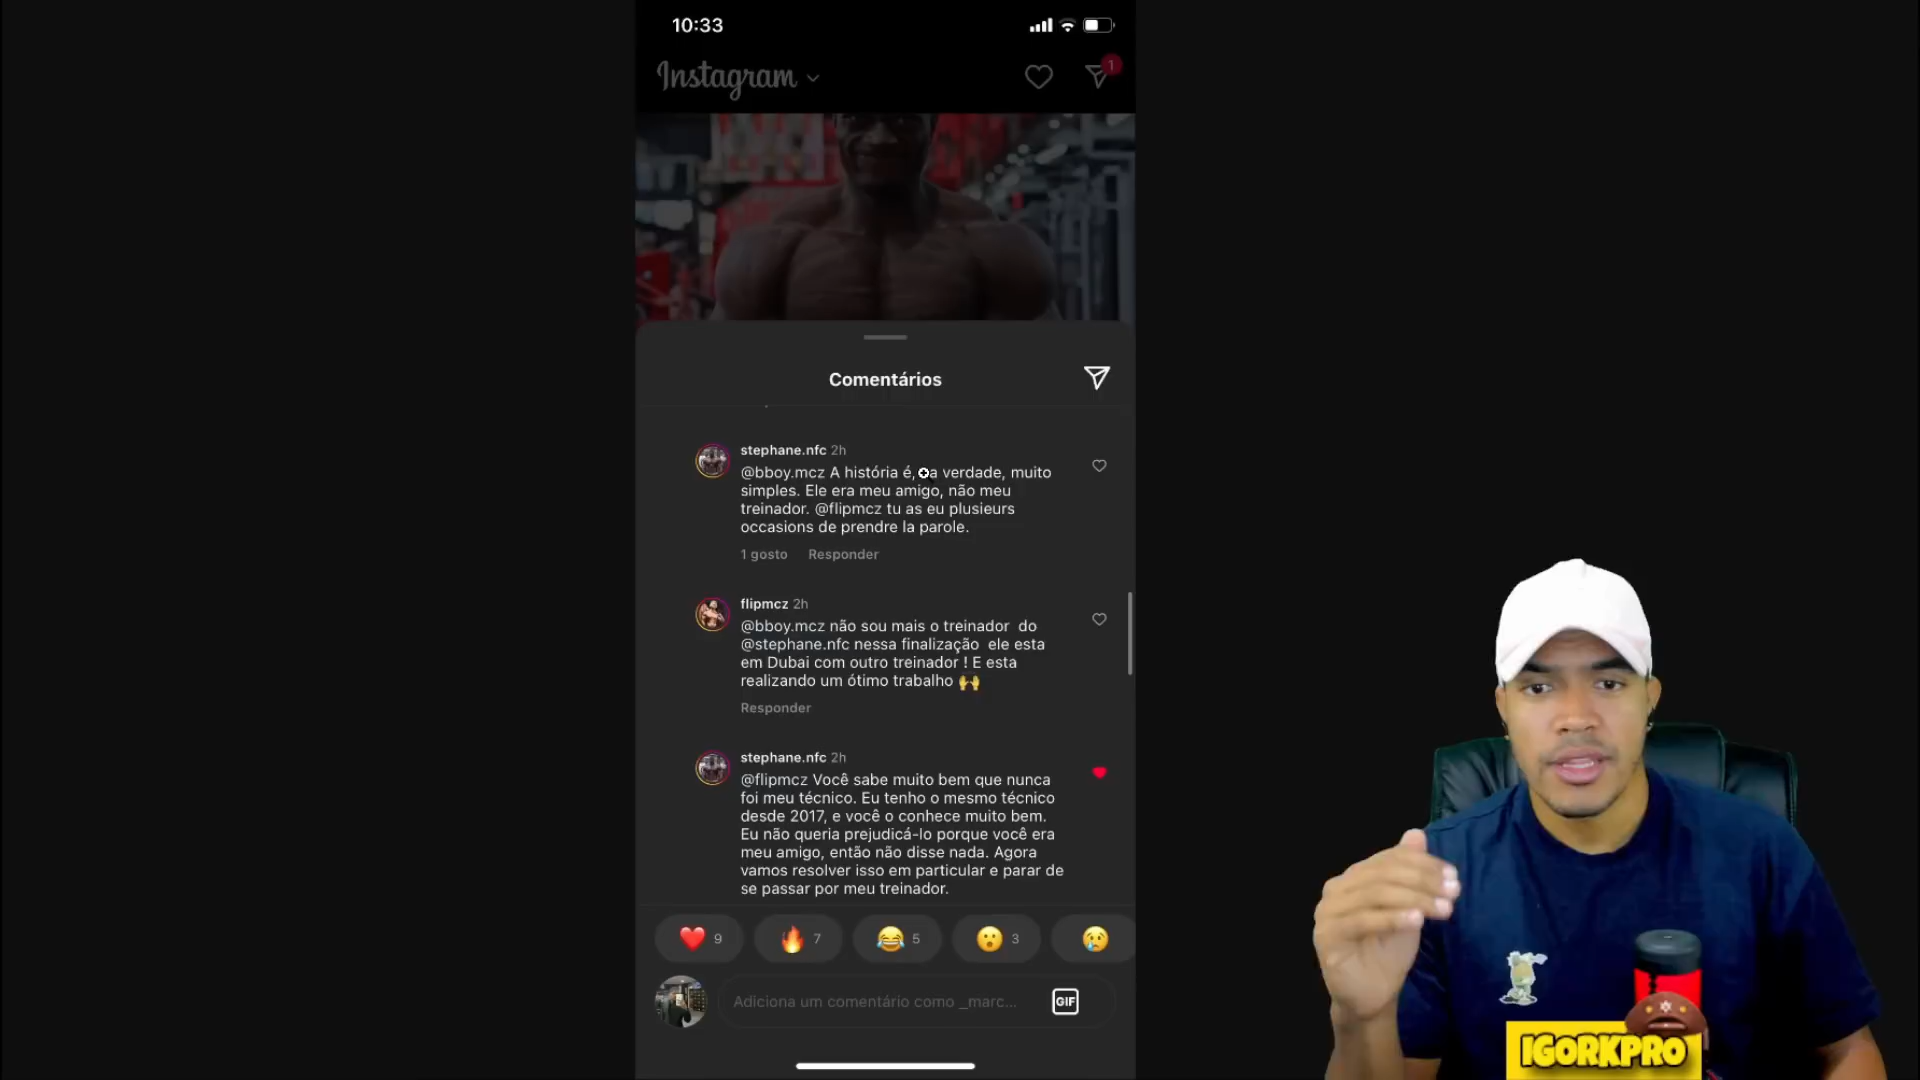 10:33
Instagram
1
Comentários
stephane.nfc 2h
@bboy.mcz A história é, a verdade, muito
simples. Ele era meu amigo, não meu
treinador. @flipmcz tu as eu plusieurs
occasions de prendre la parole.
1 gosto Responder
flipmcz 2h
@bboy.mcz não sou mais o treinador do
@stephane.nfc nessa finalização ele esta
em Dubai com outro treinador ! E esta
realizando um ótimo trabalho 🙌
Responder
stephane.nfc 2h
@flipmcz Você sabe muito bem que nunca
foi meu técnico. Eu tenho o mesmo técnico
desde 2017, e você o conhece muito bem.
Eu não queria prejudicá-lo porque você era
meu amigo, então não disse nada. Agora
vamos resolver isso em particular e parar de
se passar por meu treinador.
❤️ 9 🔥 7 😂 5 😮 3 😢
Adiciona um comentário como _marc...
GIF
IGORKPRO